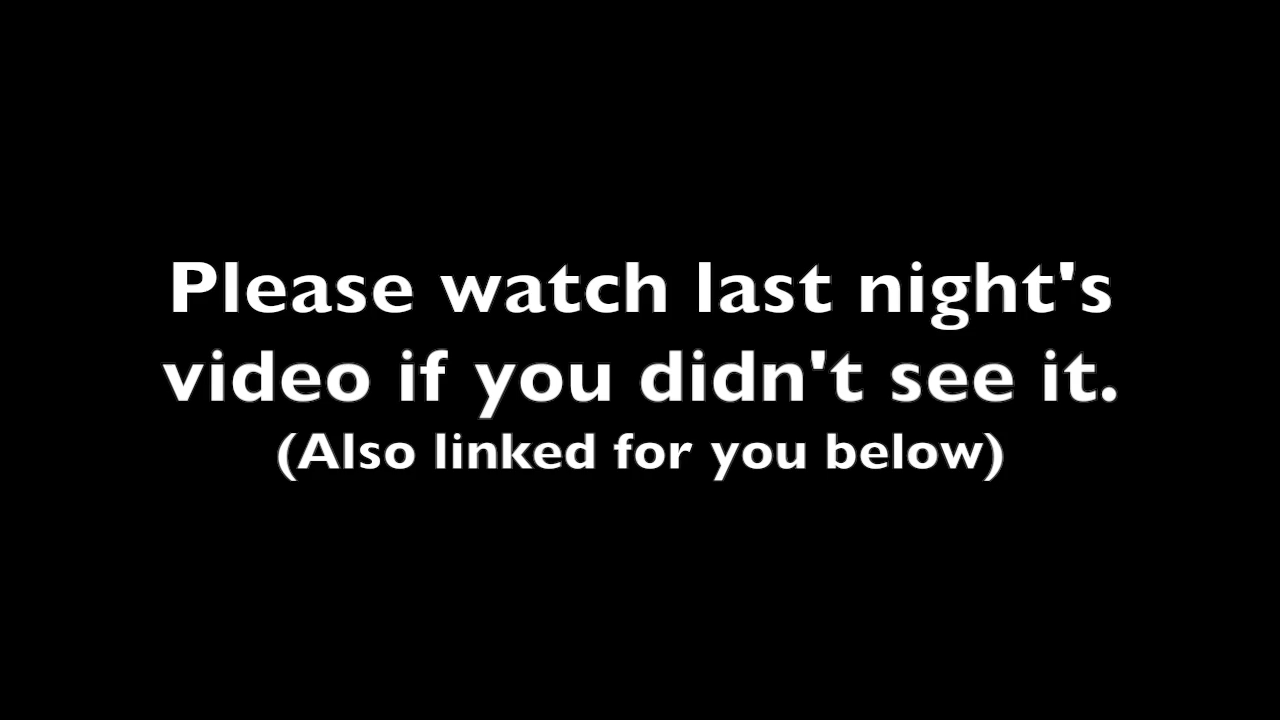 Please watch last night's
video if you didn't see it.
(Also linked for you below)